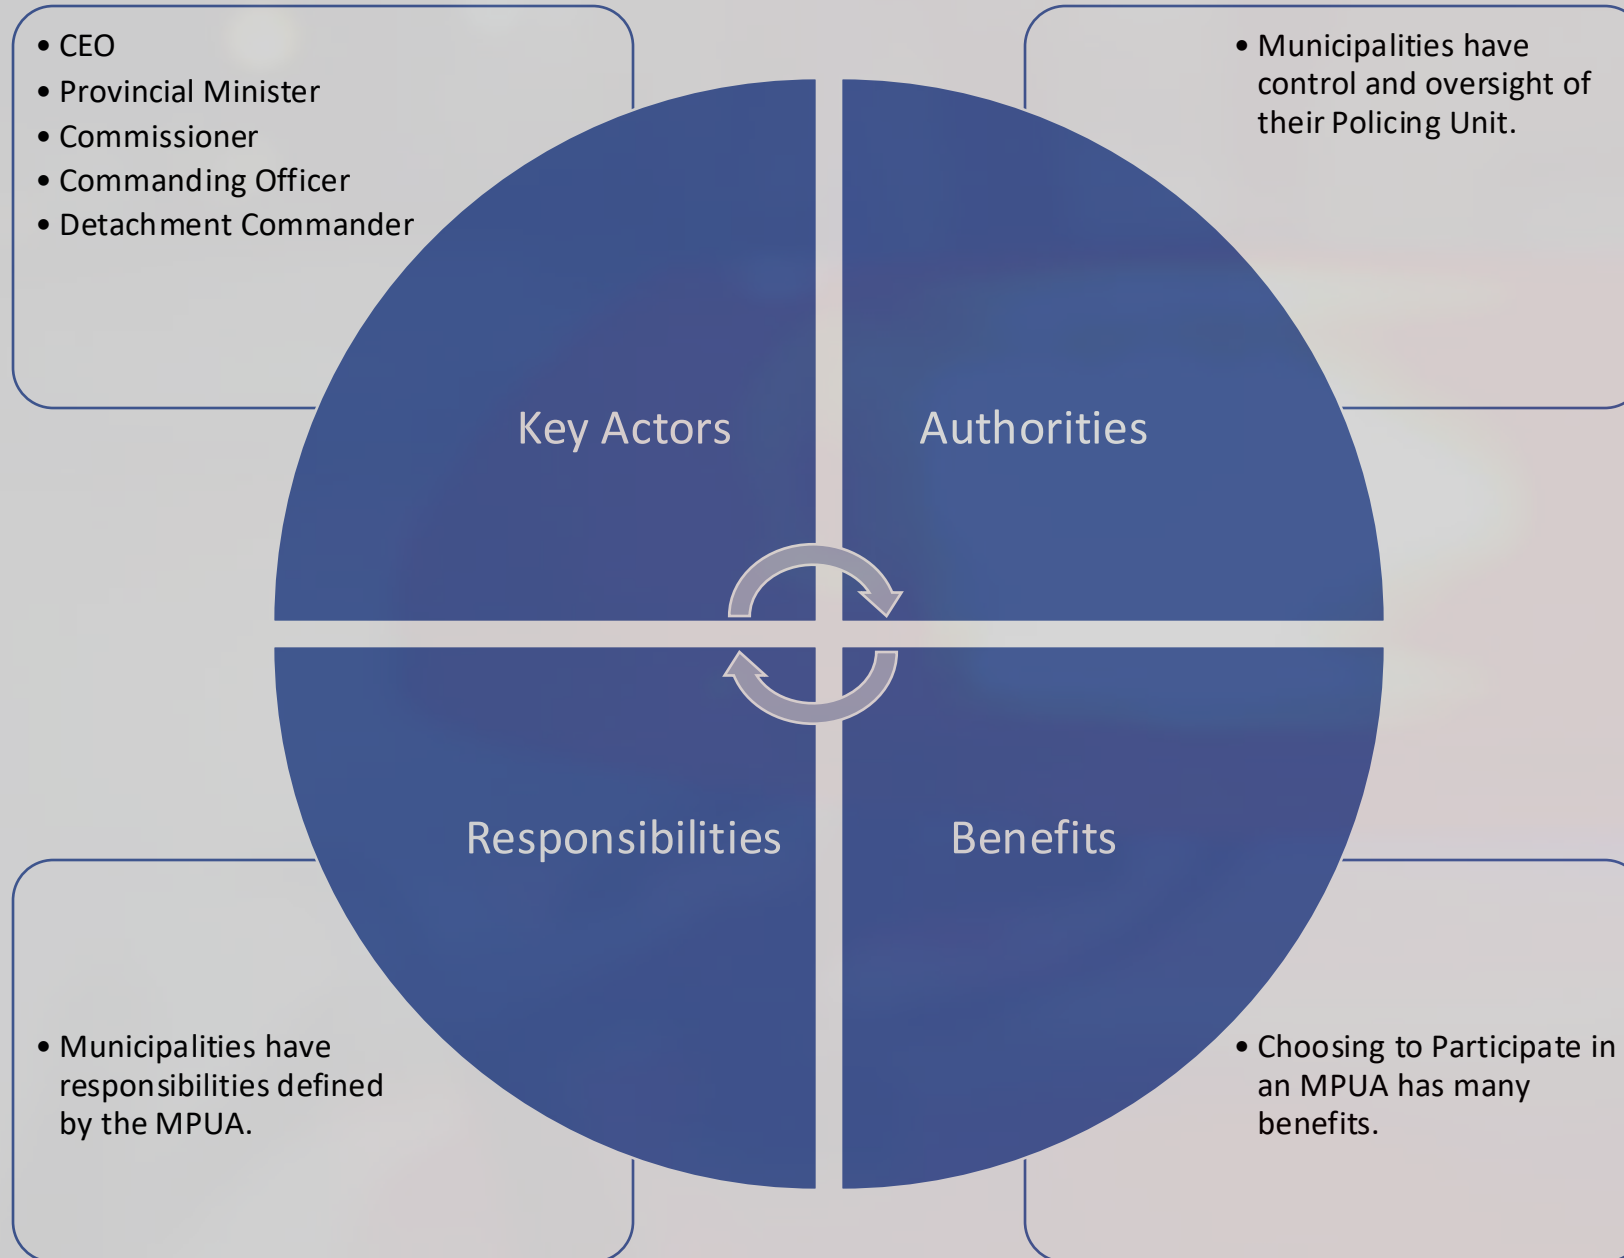 • CEO
• Provincial Minister
• Commissioner
• Commanding Officer
• Detachment Commander
• Municipalities have
control and oversight of
their Policing Unit.
Key Actors
Authorities
Responsibilities
Benefits
• Municipalities have
responsibilities defined
by the MPUA.
• Choosing to Participate in
an MPUA has many
benefits.